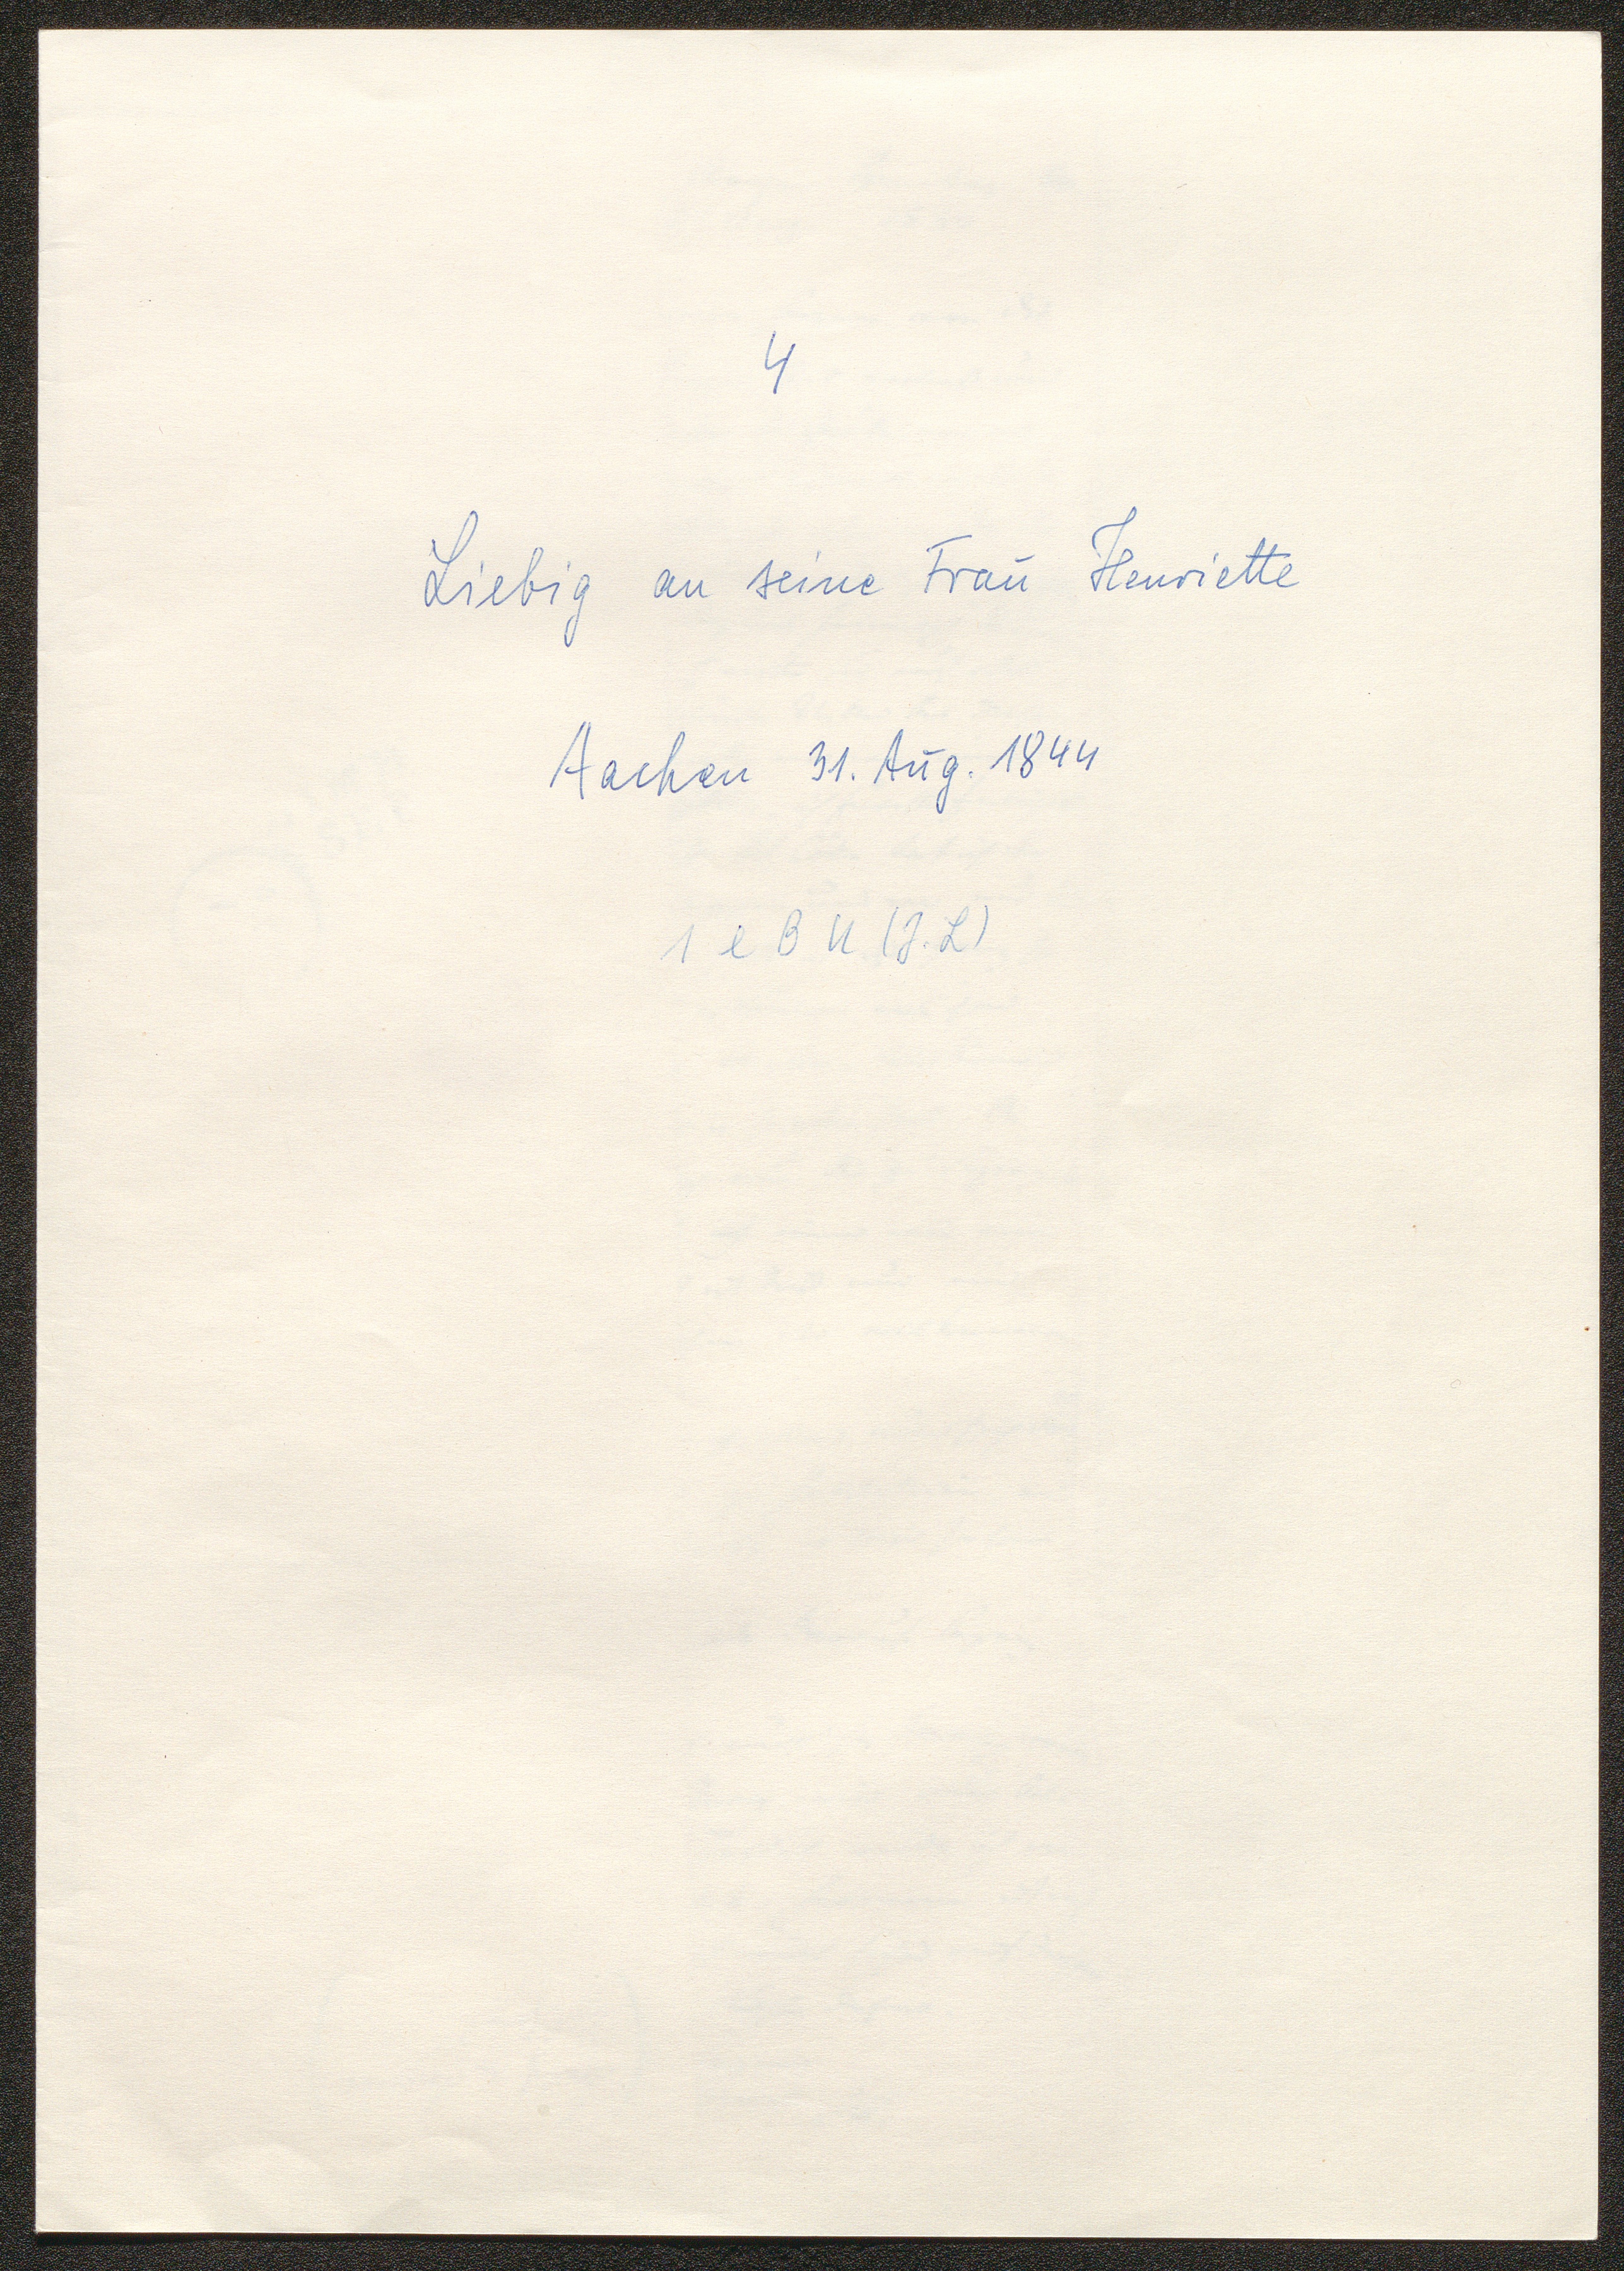 4
Liebig an seine Frau Henriette
Aachen 31. Aug. 1844
1 e B U (J. L)